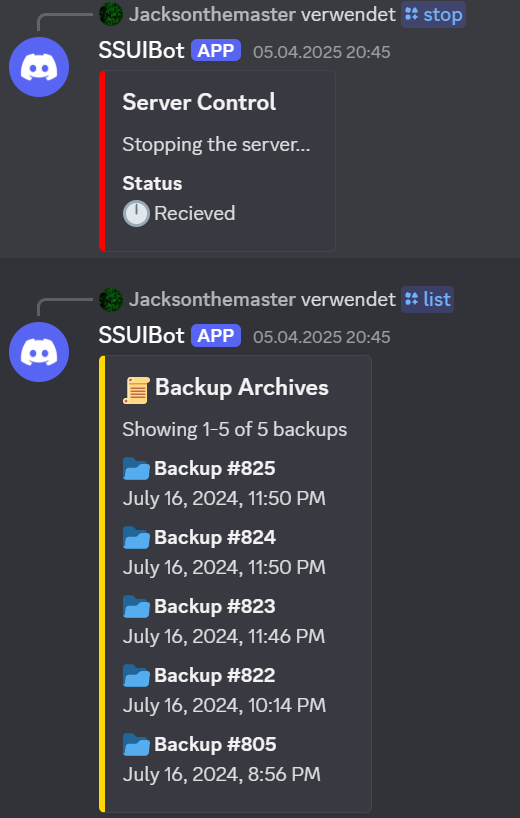 Jacksonthemaster verwendet stop
SSUIBot APP 05.04.2025 20:45
Server Control
Stopping the server...
Status
Recieved
Jacksonthemaster verwendet list
SSUIBot APP 05.04.2025 20:45
Backup Archives
Showing 1-5 of 5 backups
Backup #825
July 16, 2024, 11:50 PM
Backup #824
July 16, 2024, 11:50 PM
Backup #823
July 16, 2024, 11:46 PM
Backup #822
July 16, 2024, 10:14 PM
Backup #805
July 16, 2024, 8:56 PM